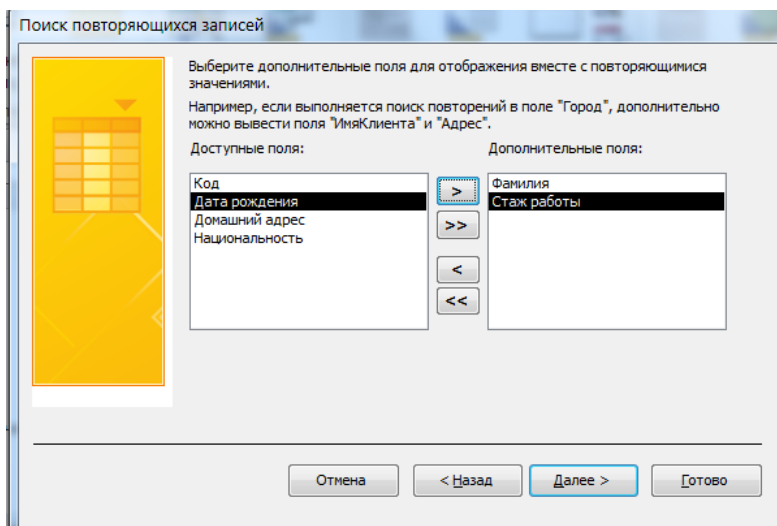 Поиск повторяющихся записей
Выберите дополнительные поля для отображения вместе с повторяющимися
значениями.
Например, если выполняется поиск повторений в поле "Город", дополнительно
можно вывести поля "ИмяКлиента" и "Адрес".
Доступные поля:
Дополнительные поля:
Код
Дата рождения
Домашний адрес
Национальность
>
>>
<
<<
Фамилия
Стаж работы
Отмена
< Назад
Далее >
Готово